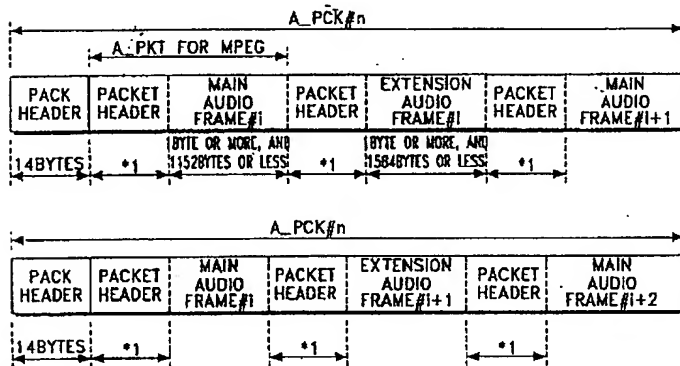 A_PCK#n
A_PKT FOR MPEG
PACK HEADER
PACKET HEADER
MAIN AUDIO FRAME#i
PACKET HEADER
EXTENSION AUDIO FRAME#i
PACKET HEADER
MAIN AUDIO FRAME#i+1
14BYTES
*1
1BYTE OR MORE, AND 1152BYTES OR LESS
*1
1BYTE OR MORE, AND 1584BYTES OR LESS
*1
A_PCK#n
PACK HEADER
PACKET HEADER
MAIN AUDIO FRAME#i
PACKET HEADER
EXTENSION AUDIO FRAME#i+1
PACKET HEADER
MAIN AUDIO FRAME#i+2
14BYTES
*1
*1
*1